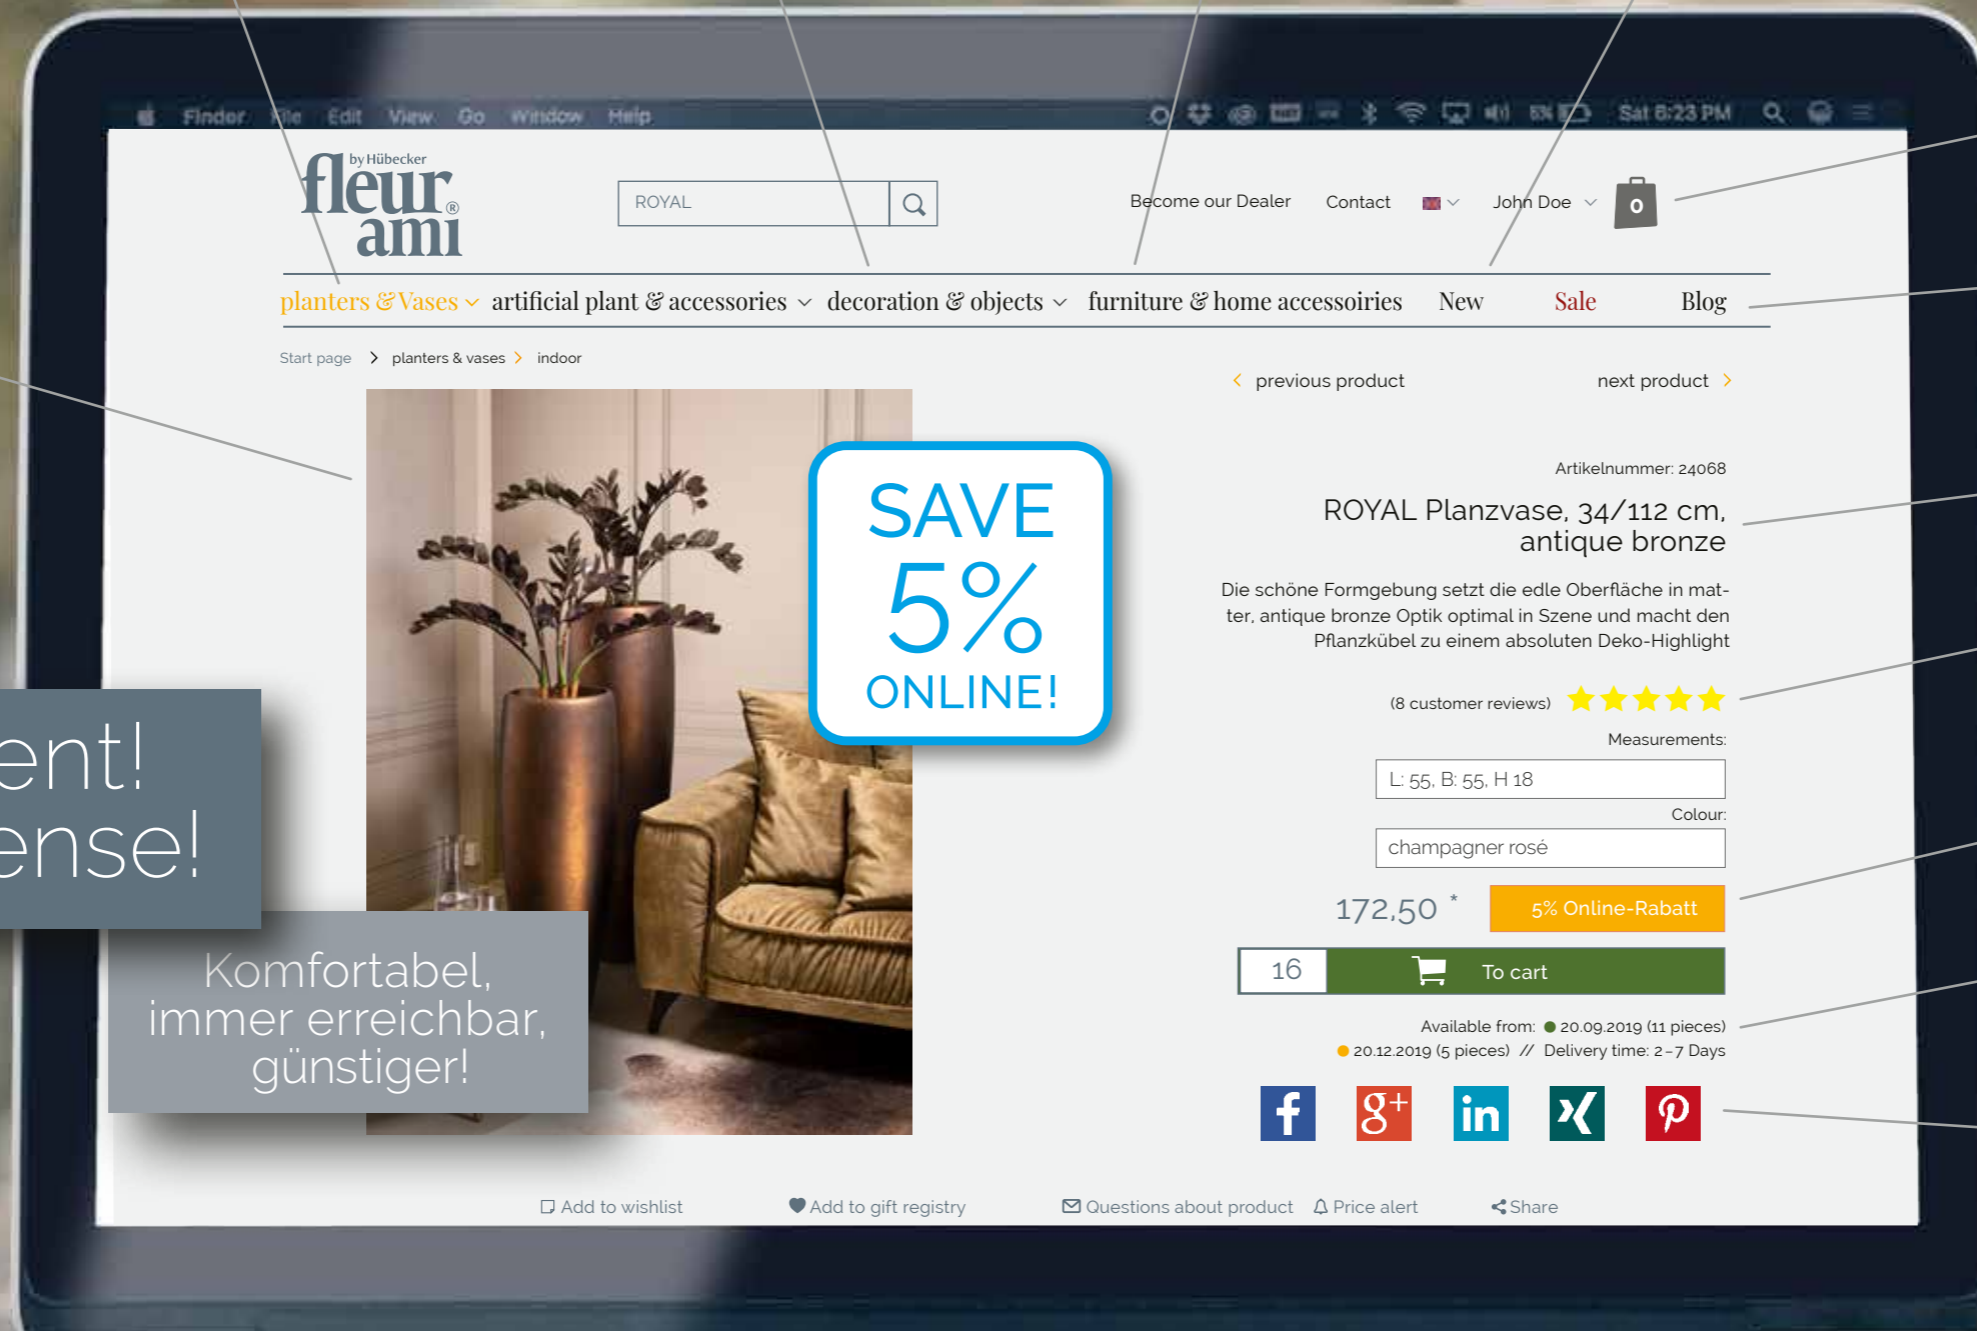 Finder File Edit View Go Window Help
5% Sat 6:23 PM
by Hübecker
fleur
ami®
ROYAL
Become our Dealer Contact John Doe 0
planters & Vases artificial plant & accessories decoration & objects furniture & home accessoiries New Sale Blog
Start page > planters & vases > indoor
< previous product next product >
SAVE
5%
ONLINE!
Artikelnummer: 24068
ROYAL Planzvase, 34/112 cm,
antique bronze
Die schöne Formgebung setzt die edle Oberfläche in mat-
ter, antique bronze Optik optimal in Szene und macht den
Pflanzkübel zu einem absoluten Deko-Highlight
(8 customer reviews)
Measurements:
L: 55, B: 55, H 18
Colour:
champagner rosé
172,50 * 5% Online-Rabatt
16 To cart
Available from: 20.09.2019 (11 pieces)
20.12.2019 (5 pieces) // Delivery time: 2–7 Days
f g+ in
ent!
ense!
Komfortabel,
immer erreichbar,
günstiger!
Add to wishlist Add to gift registry Questions about product Price alert Share